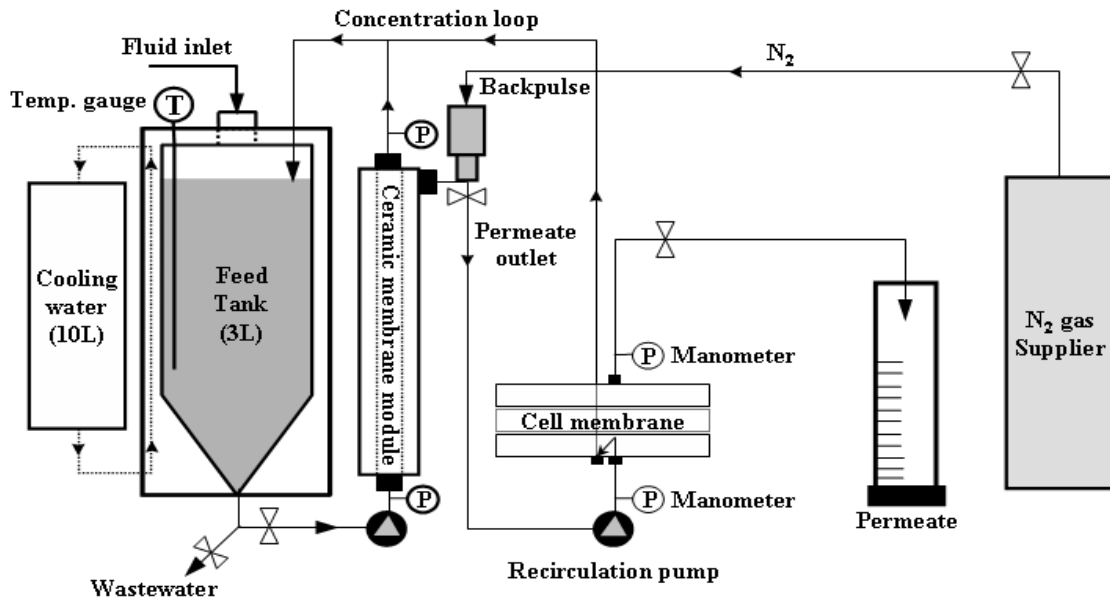 Concentration loop
Fluid inlet
N₂
Temp. gauge
T
Backpulse
P
Ceramic membrane module
Permeate
outlet
Cooling
water
(10L)
Feed
Tank
(3L)
N₂ gas
Supplier
P Manometer
Cell membrane
P
P Manometer
Permeate
Wastewater
Recirculation pump